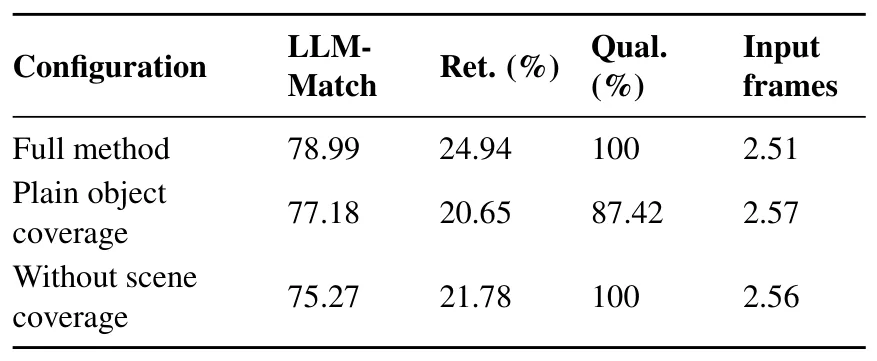 Configuration LLM-Match Ret. (%) Qual. (%) Input frames
Full method 78.99 24.94 100 2.51
Plain object coverage 77.18 20.65 87.42 2.57
Without scene coverage 75.27 21.78 100 2.56